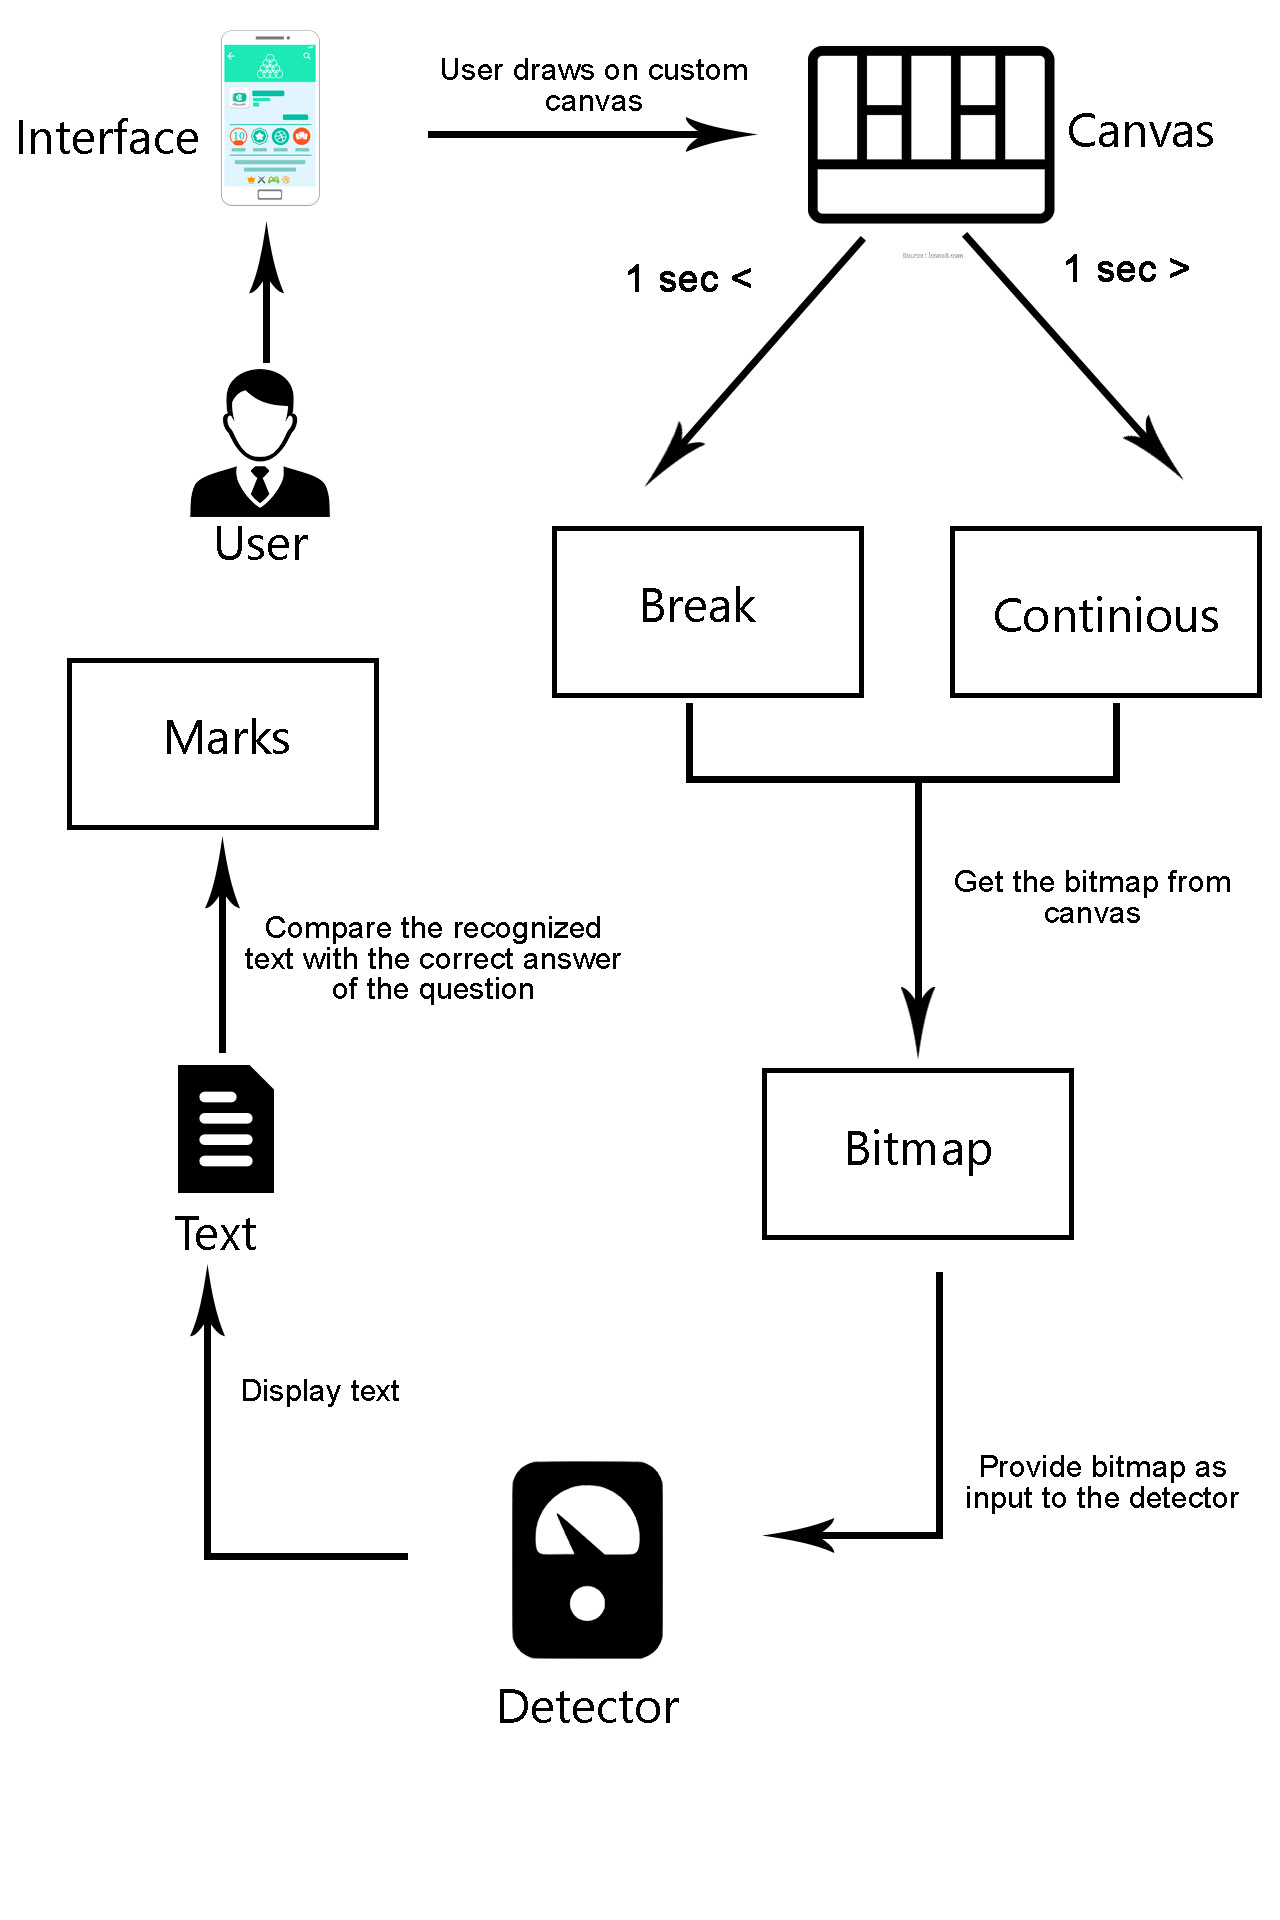 Interface
10
User draws on custom
canvas
Canvas
1 sec <
1 sec >
User
Break
Continious
Marks
Get the bitmap from
canvas
Compare the recognized
text with the correct answer
of the question
Bitmap
Text
Display text
Provide bitmap as
input to the detector
Detector